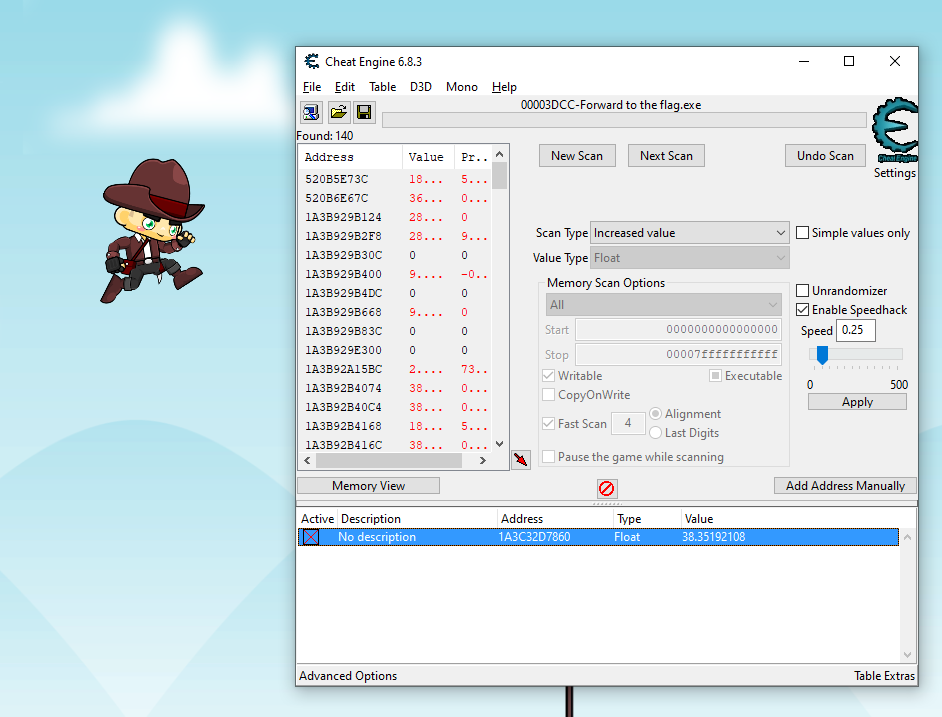 Cheat Engine 6.8.3
File Edit Table D3D Mono Help
00003DCC-Forward to the flag.exe
Found: 140
Cheat Engine
Settings
Address Value Pr..
520B5E73C 18... 5...
520B6E67C 36... 0...
1A3B929B124 28... 0
1A3B929B2F8 28... 9...
1A3B929B30C 0 0
1A3B929B400 9.... -0..
1A3B929B4DC 0 0
1A3B929B668 9.... 0
1A3B929B83C 0 0
1A3B929E300 0 0
1A3B92A15BC 2.... 73..
1A3B92B4074 38... 0...
1A3B92B40C4 38... 0...
1A3B92B4168 18... 5...
1A3B92B416C 38... 0...
New Scan Next Scan Undo Scan
Scan Type Increased value
Simple values only
Value Type Float
Memory Scan Options
All
Start 0000000000000000
Stop 00007fffffffffff
Writable Executable
CopyOnWrite
Fast Scan 4 Alignment
Last Digits
Pause the game while scanning
Unrandomizer
Enable Speedhack
Speed 0.25
0 500
Apply
Memory View Add Address Manually
Active Description Address Type Value
No description 1A3C32D7860 Float 38.35192108
Advanced Options Table Extras